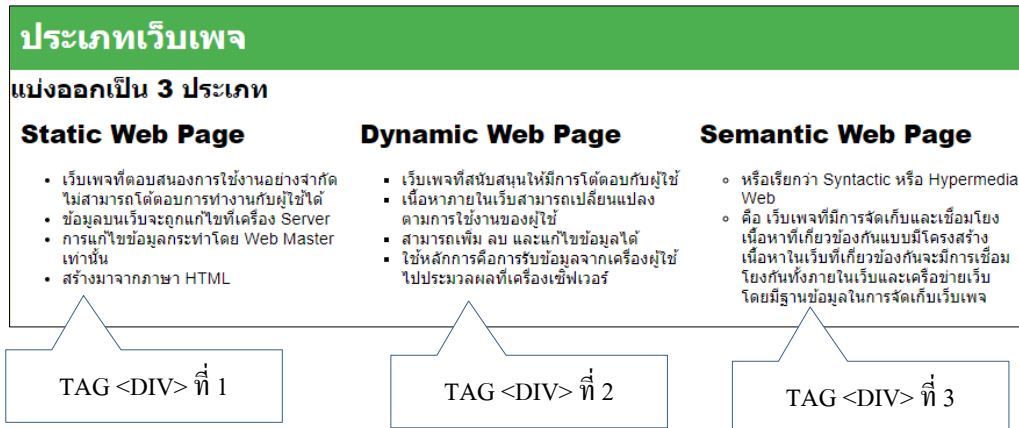 ประเภทเว็บเพจ
แบ่งออกเป็น 3 ประเภท
Static Web Page
เว็บเพจที่ตอบสนองการใช้งานอย่างจำกัด
ไม่สามารถโต้ตอบการทำงานกับผู้ใช้ได้
ข้อมูลบนเว็บจะถูกแก้ไขที่เครื่อง Server
การแก้ไขข้อมูลกระทำโดย Web Master
เท่านั้น
สร้างมาจากภาษา HTML
Dynamic Web Page
เว็บเพจที่สนับสนุนให้มีการโต้ตอบกับผู้ใช้
เนื้อหาภายในเว็บสามารถเปลี่ยนแปลง
ตามการใช้งานของผู้ใช้
สามารถเพิ่ม ลบ และแก้ไขข้อมูลได้
ใช้หลักการคือการรับข้อมูลจากเครื่องผู้ใช้
ไปประมวลผลที่เครื่องเซิฟเวอร์
Semantic Web Page
หรือเรียกว่า Syntactic หรือ Hypermedia
Web
คือ เว็บเพจที่มีการจัดเก็บและเชื่อมโยง
เนื้อหาที่เกี่ยวข้องกันแบบมีโครงสร้าง
เนื้อหาในเว็บที่เกี่ยวข้องกันจะมีการเชื่อม
โยงกันทั้งภายในเว็บและเครือข่ายเว็บ
โดยมีฐานข้อมูลในการจัดเก็บเว็บเพจ
TAG <DIV> ที่ 1
TAG <DIV> ที่ 2
TAG <DIV> ที่ 3